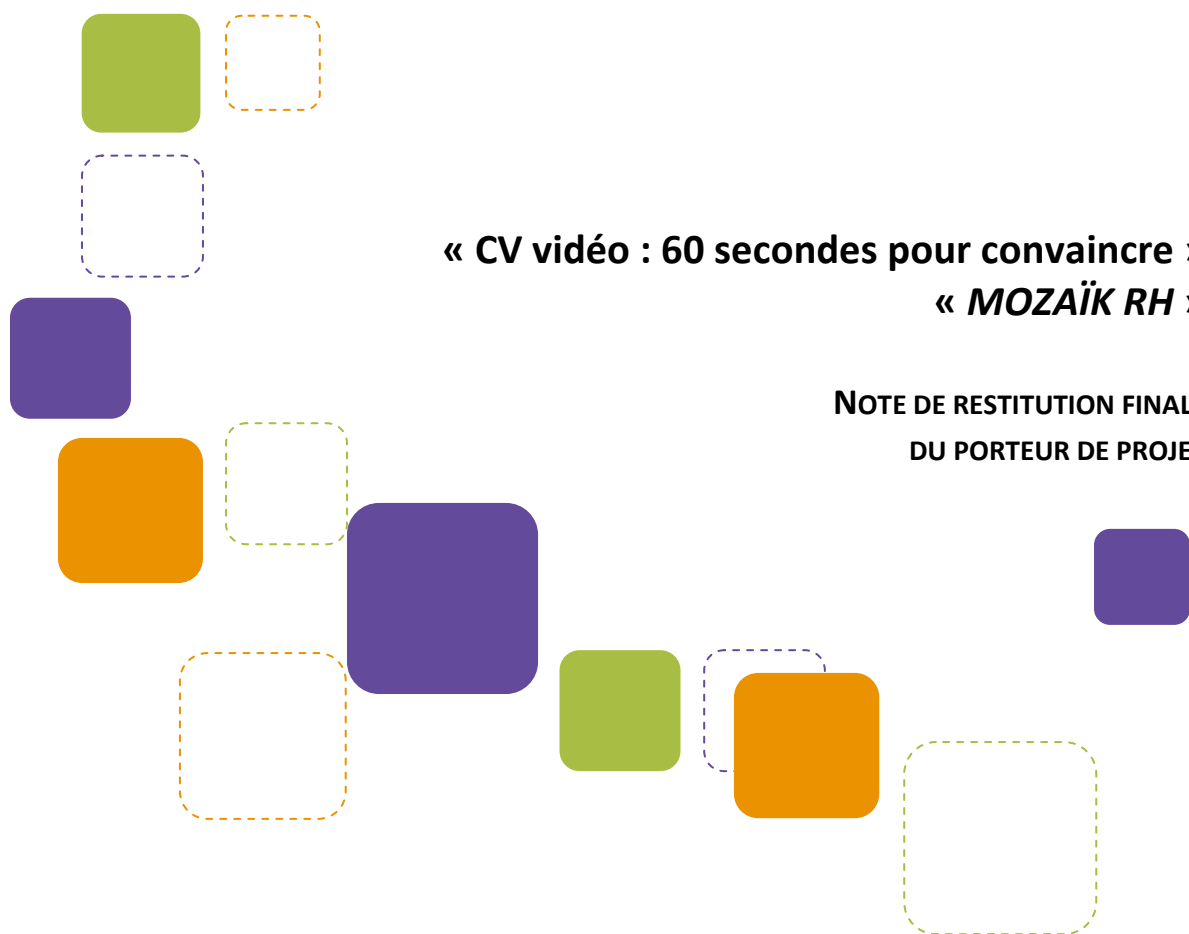 « CV vidéo : 60 secondes pour convaincre »
« MOZAÏK RH »
NOTE DE RESTITUTION FINAL
DU PORTEUR DE PROJE